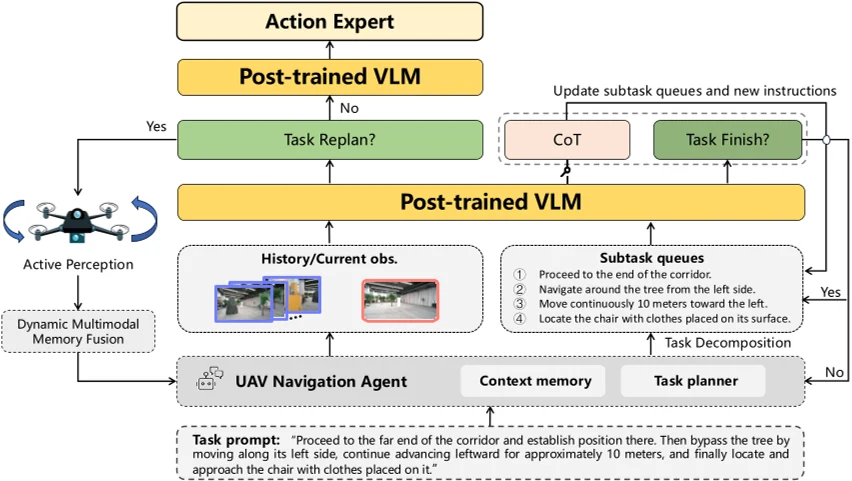 Action Expert
Post-trained VLM
No
Update subtask queues and new instructions
Yes
Task Replan?
CoT
Task Finish?
Post-trained VLM
Active Perception
History/Current obs.
Subtask queues
① Proceed to the end of the corridor.
② Navigate around the tree from the left side.
③ Move continuously 10 meters toward the left.
④ Locate the chair with clothes placed on its surface.
Yes
Dynamic Multimodal
Memory Fusion
Task Decomposition
No
UAV Navigation Agent
Context memory
Task planner
Task prompt: “Proceed to the far end of the corridor and establish position there. Then bypass the tree by
moving along its left side, continue advancing leftward for approximately 10 meters, and finally locate and
approach the chair with clothes placed on it.”